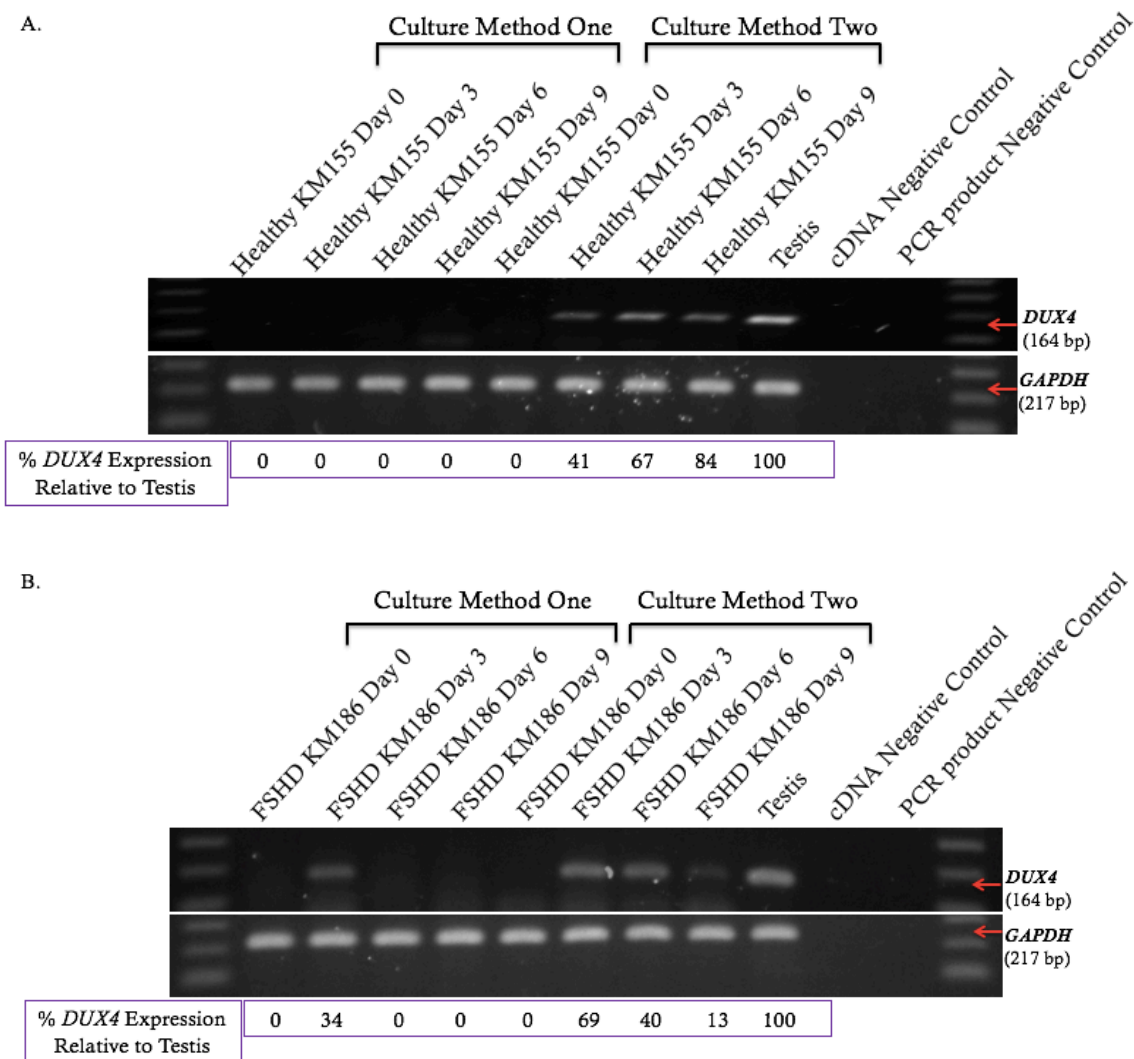 A.
Culture Method One
Culture Method Two
Healthy KM155 Day 0
Healthy KM155 Day 3
Healthy KM155 Day 6
Healthy KM155 Day 9
Healthy KM155 Day 0
Healthy KM155 Day 3
Healthy KM155 Day 6
Healthy KM155 Day 9
Testis
cDNA Negative Control
PCR product Negative Control
DUX4
(164 bp)
GAPDH
(217 bp)
% DUX4 Expression
Relative to Testis
0 0 0 0 0 41 67 84 100
B.
Culture Method One
Culture Method Two
FSHD KM186 Day 0
FSHD KM186 Day 3
FSHD KM186 Day 6
FSHD KM186 Day 9
FSHD KM186 Day 0
FSHD KM186 Day 3
FSHD KM186 Day 6
FSHD KM186 Day 9
Testis
cDNA Negative Control
PCR product Negative Control
DUX4
(164 bp)
GAPDH
(217 bp)
% DUX4 Expression
Relative to Testis
0 34 0 0 0 69 40 13 100